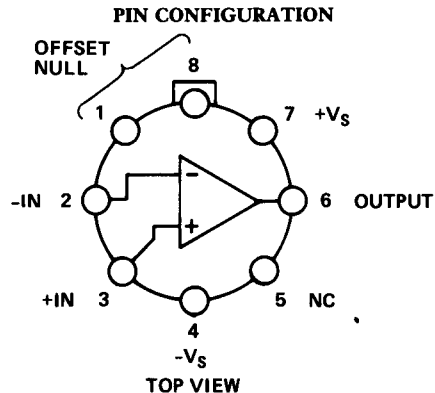 PIN CONFIGURATION
OFFSET
NULL
8
1
7 +VS
-IN 2
-
6 OUTPUT
+
+IN 3
5 NC
4
-VS
TOP VIEW